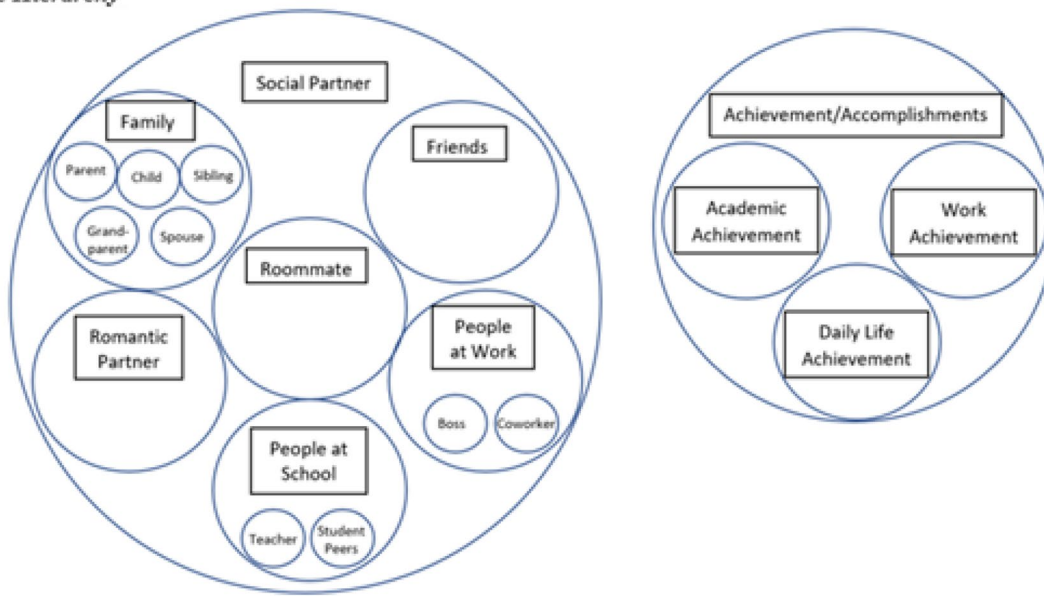 Social Partner
Family
Parent
Child
Sibling
Grand-
parent
Spouse
Friends
Roommate
Romantic
Partner
People
at Work
Boss
Coworker
People at
School
Teacher
Student
Peers
Achievement/Accomplishments
Academic
Achievement
Work
Achievement
Daily Life
Achievement